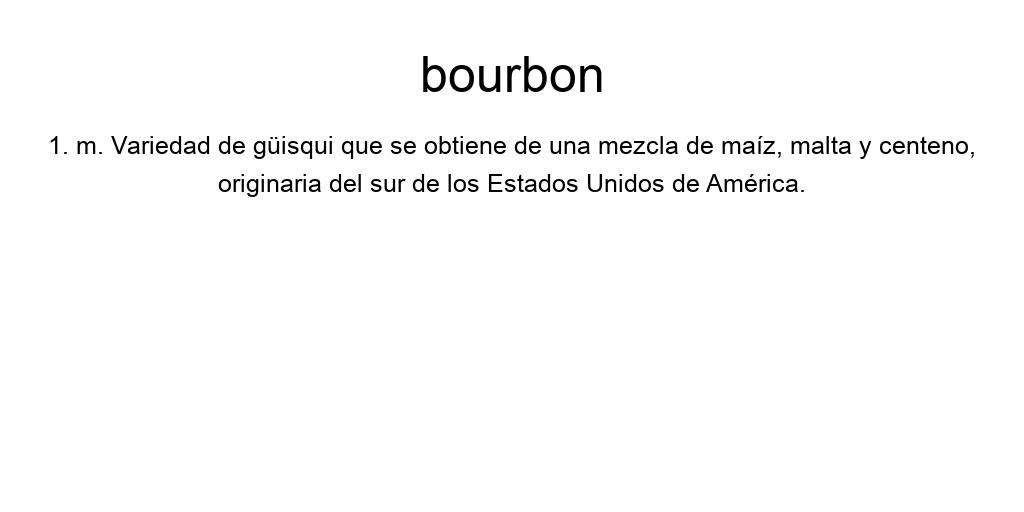 bourbon
1. m. Variedad de güisqui que se obtiene de una mezcla de maíz, malta y centeno,
originaria del sur de los Estados Unidos de América.